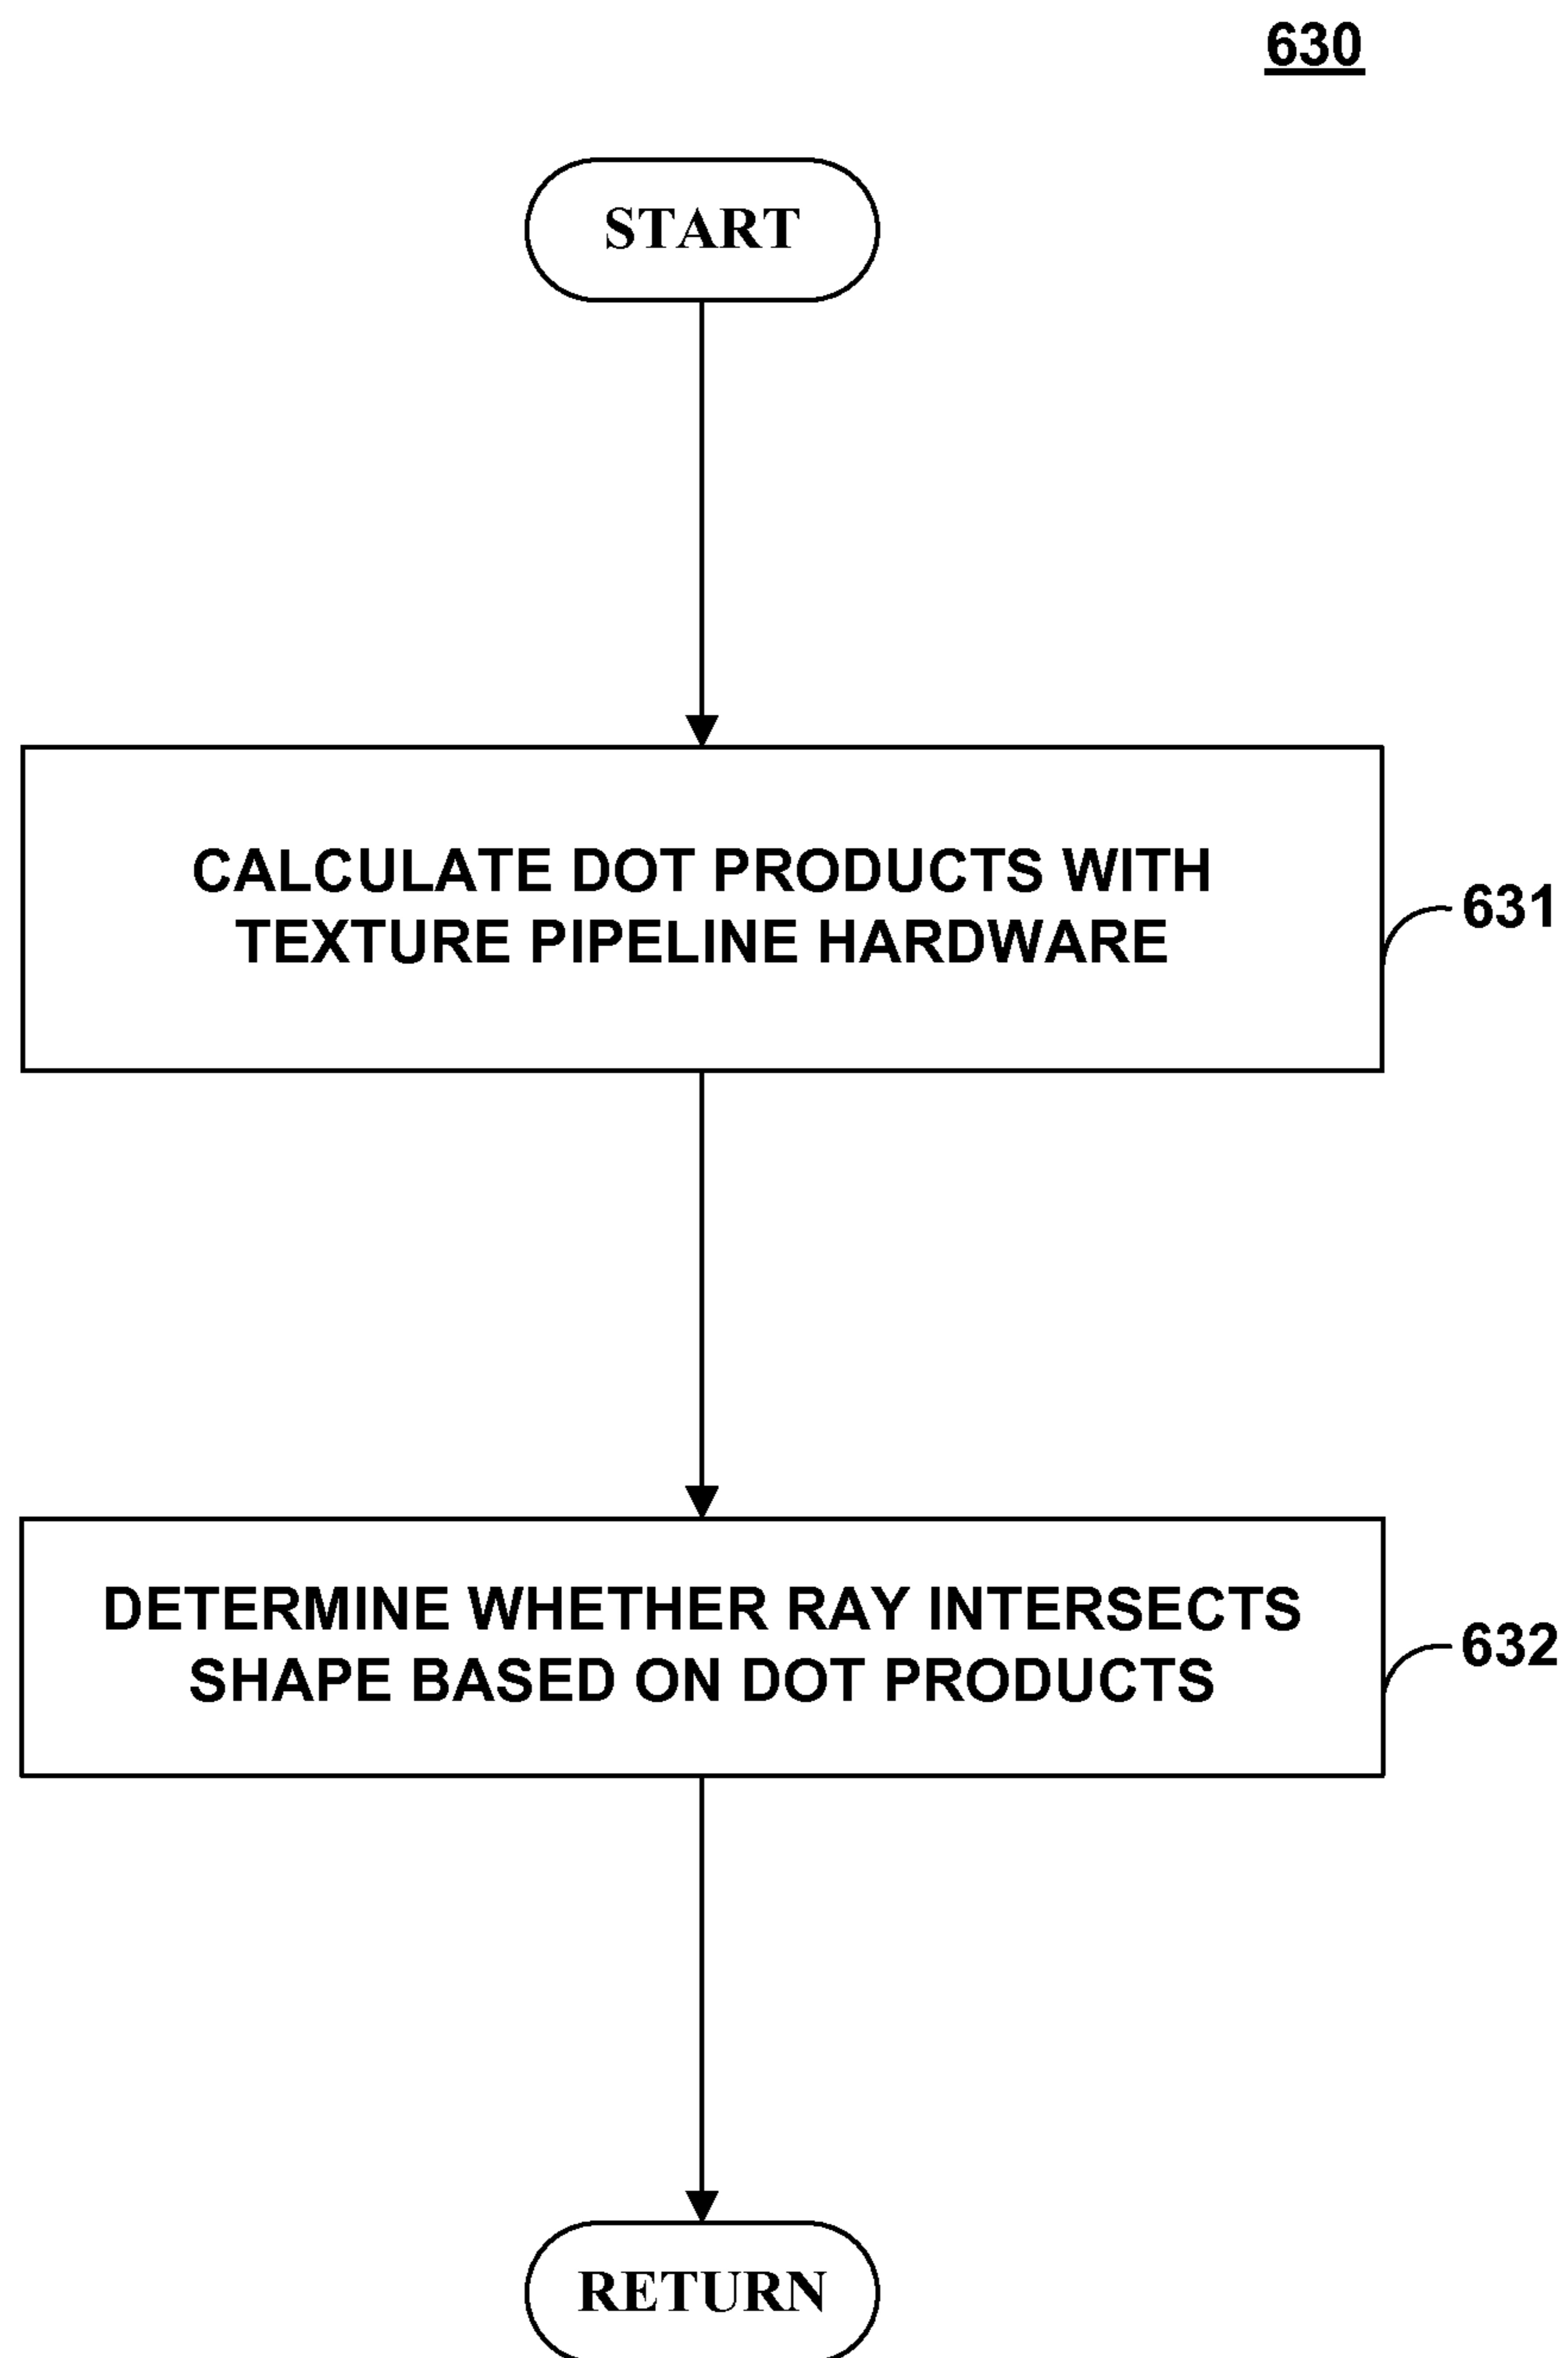 630
START
CALCULATE DOT PRODUCTS WITH
TEXTURE PIPELINE HARDWARE
631
DETERMINE WHETHER RAY INTERSECTS
SHAPE BASED ON DOT PRODUCTS
632
RETURN